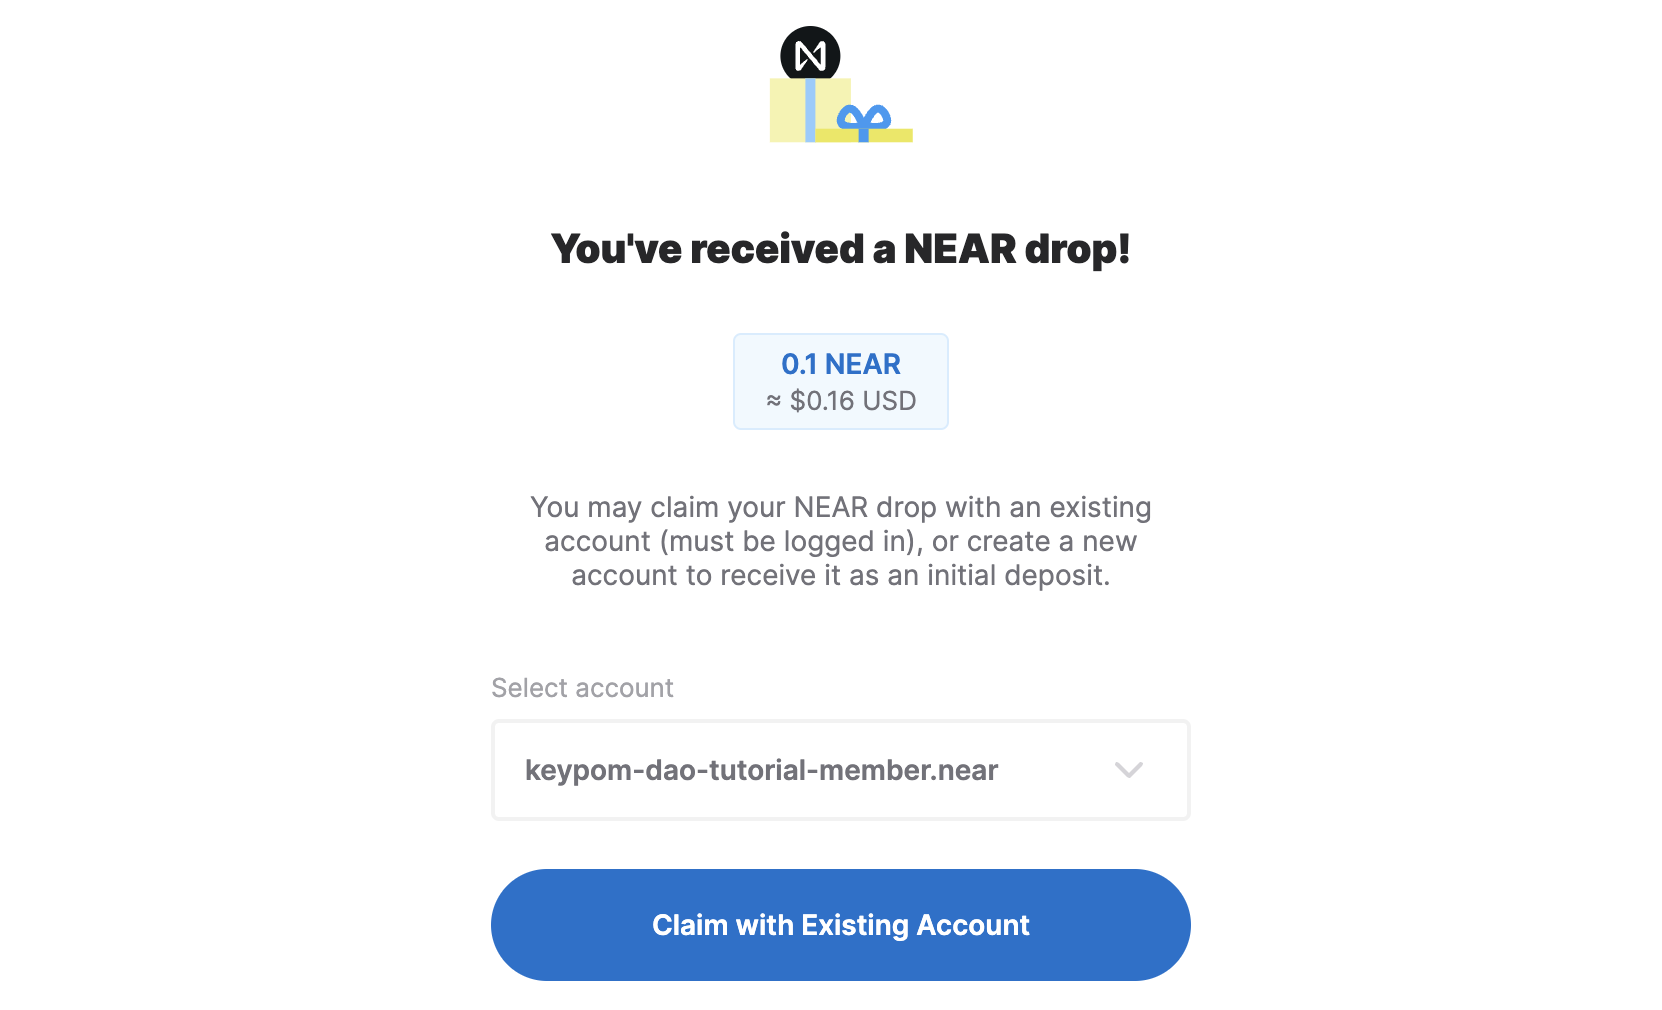 You've received a NEAR drop!
0.1 NEAR
≈ $0.16 USD
You may claim your NEAR drop with an existing
account (must be logged in), or create a new
account to receive it as an initial deposit.
Select account
keypom-dao-tutorial-member.near
Claim with Existing Account